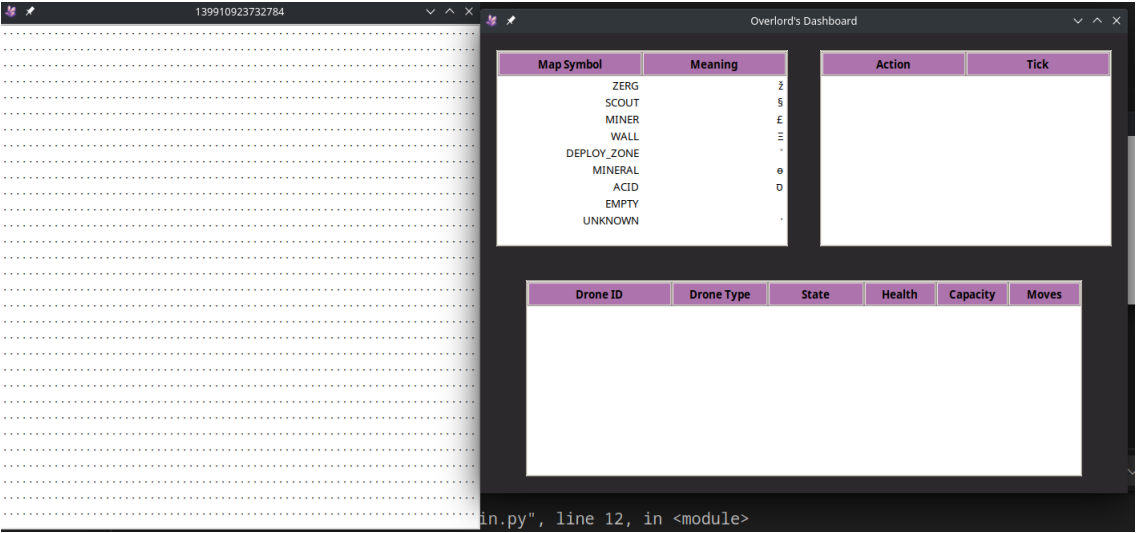 139910923732784
Overlord's Dashboard
Map Symbol Meaning
ZERG ž
SCOUT §
MINER £
WALL Ξ
DEPLOY_ZONE ˇ
MINERAL ө
ACID סּ
EMPTY
UNKNOWN `
Action Tick
Drone ID Drone Type State Health Capacity Moves
in.py", line 12, in <module>